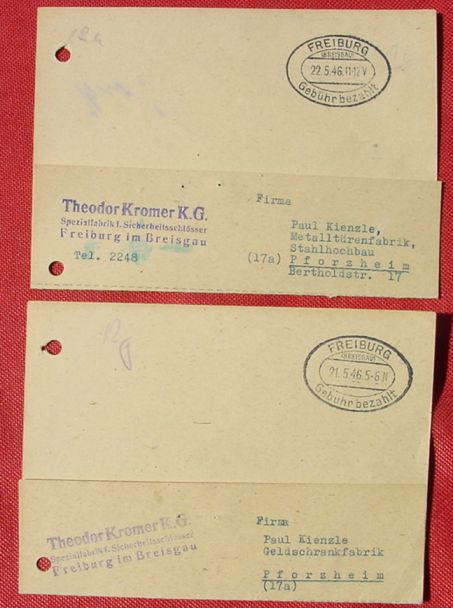 FREIBURG
(BREISGAU)
22.5.46.11-12 V
Gebühr bezahlt
Theodor Kromer K.G.
Spezialfabrik f. Sicherheitsschlösser
Freiburg im Breisgau
Tel. 2248
Firma
Paul Kienzle,
Metalltürenfabrik,
Stahlhochbau
(17a) Pforzheim
Bertholdstr. 17
FREIBURG
(BREISGAU)
21.5.46.5-6 N
Gebühr bezahlt
Theodor Kromer K.G.
Spezialfabrik f. Sicherheitsschlösser
Freiburg im Breisgau
Firma
Paul Kienzle
Geldschrankfabrik
Pforzheim
(17a)